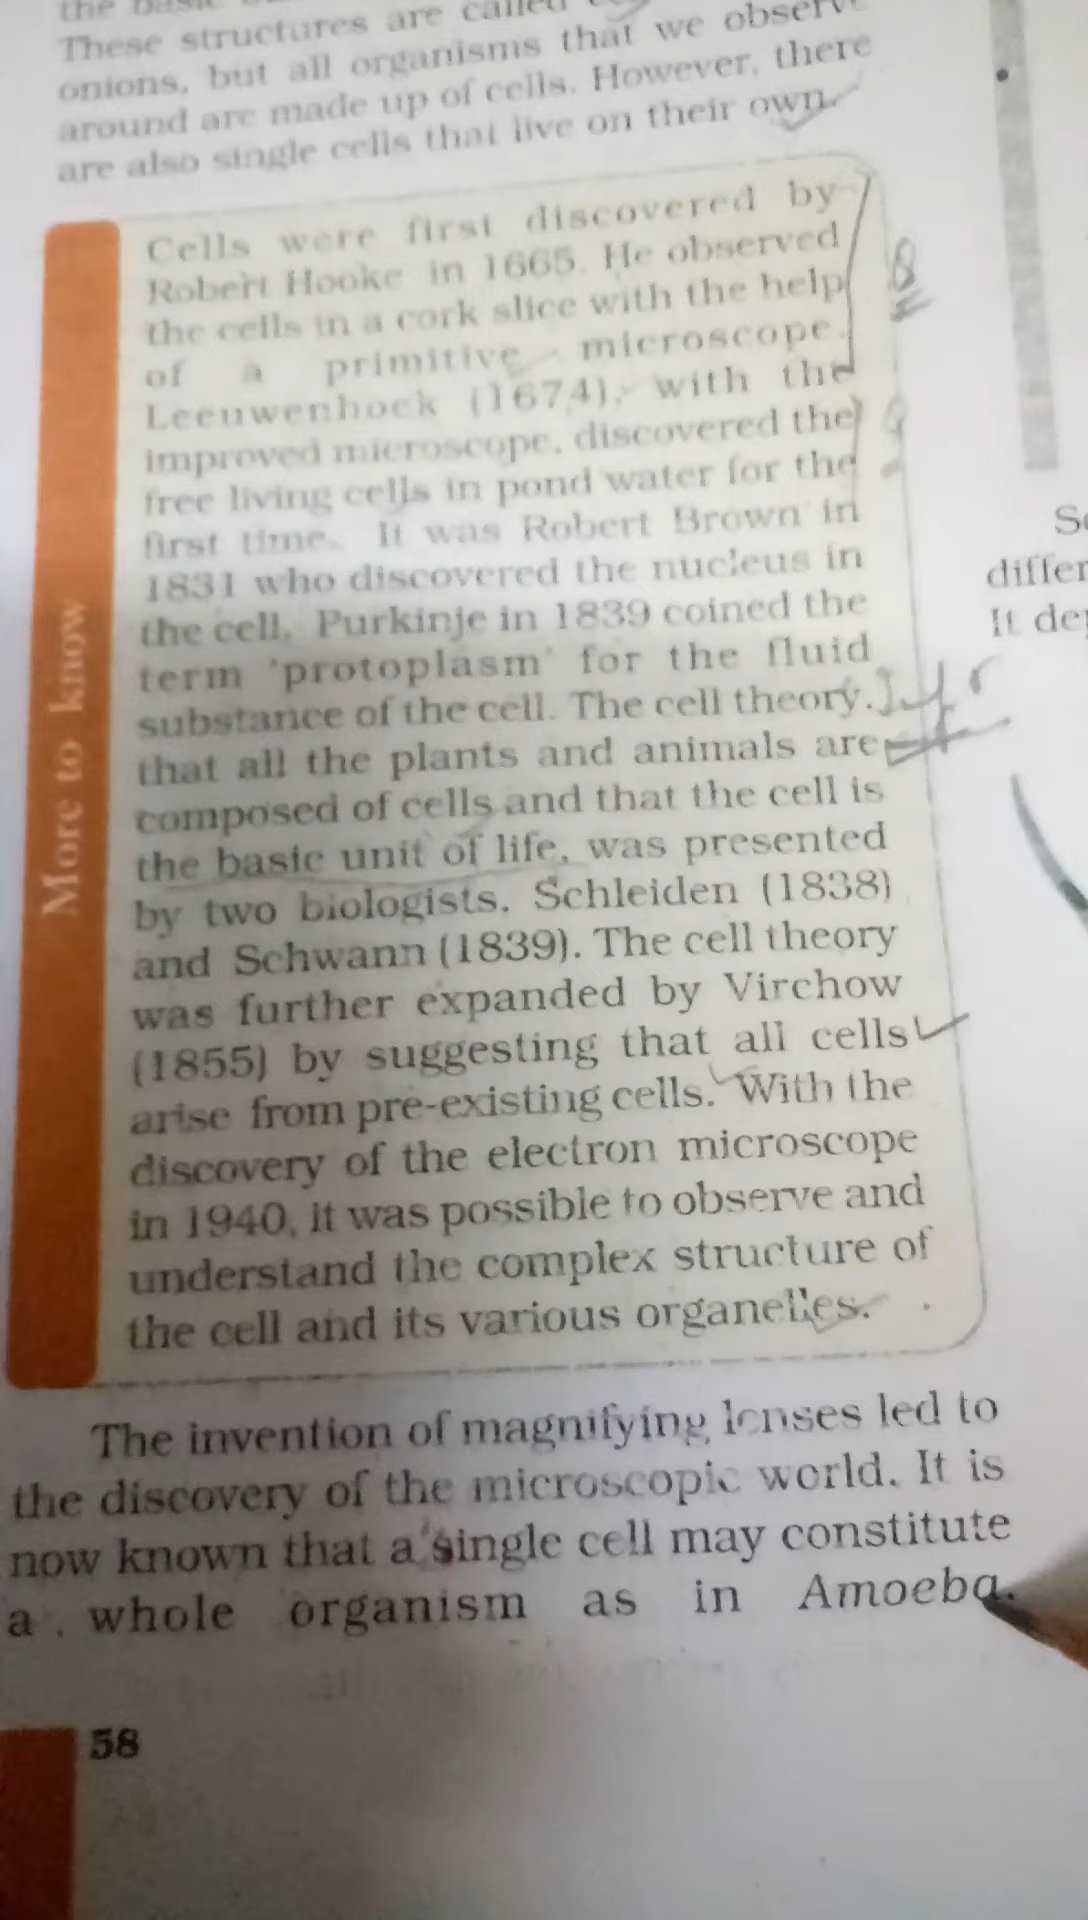 the basic
These structures are called
onions, but all organisms that we observe
around are made up of cells. However, there
are also single cells that live on their own.
More to know
Cells were first discovered by
Robert Hooke in 1665. He observed
the cells in a cork slice with the help
of a primitive microscope.
Leeuwenhoek (1674), with the
improved microscope, discovered the
free living cells in pond water for the
first time. It was Robert Brown in
1831 who discovered the nucleus in
the cell. Purkinje in 1839 coined the
term 'protoplasm' for the fluid
substance of the cell. The cell theory,
that all the plants and animals are
composed of cells and that the cell is
the basic unit of life, was presented
by two biologists, Schleiden (1838)
and Schwann (1839). The cell theory
was further expanded by Virchow
(1855) by suggesting that all cells
arise from pre-existing cells. With the
discovery of the electron microscope
in 1940, it was possible to observe and
understand the complex structure of
the cell and its various organelles.
The invention of magnifying lenses led to
the discovery of the microscopic world. It is
now known that a single cell may constitute
a whole organism as in Amoeba.
58
differ
It